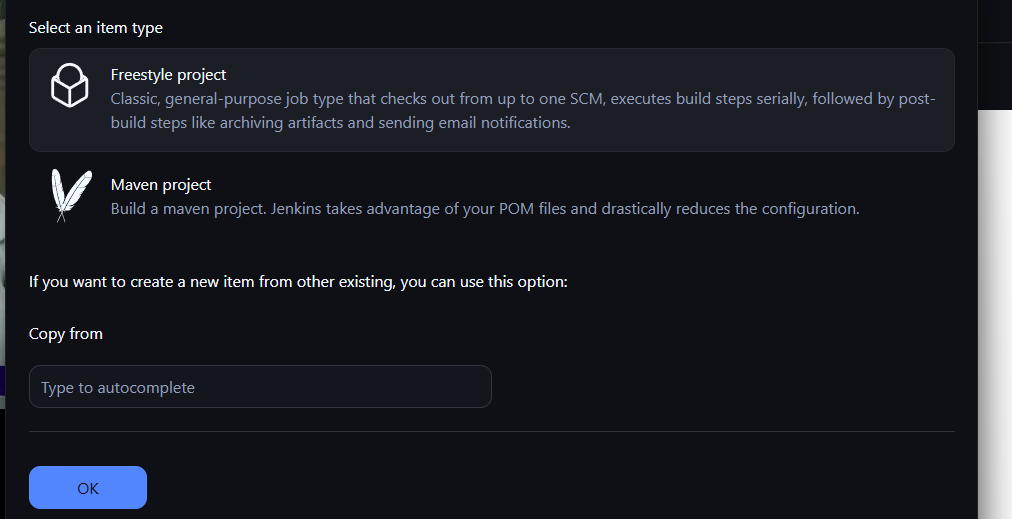 Select an item type
Freestyle project
Classic, general-purpose job type that checks out from up to one SCM, executes build steps serially, followed by post-
build steps like archiving artifacts and sending email notifications.
Maven project
Build a maven project. Jenkins takes advantage of your POM files and drastically reduces the configuration.
If you want to create a new item from other existing, you can use this option:
Copy from
Type to autocomplete
OK